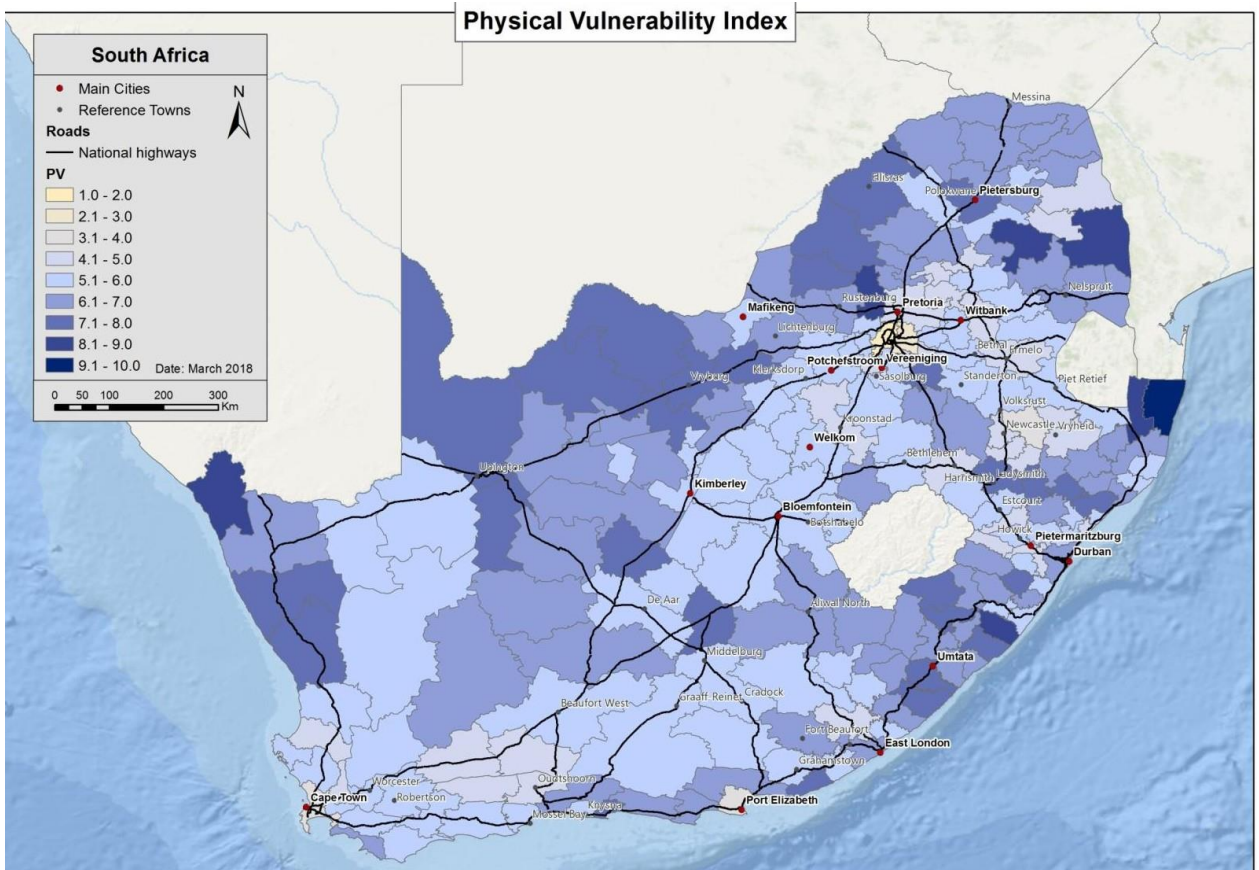 Physical Vulnerability Index
South Africa
Main Cities
Reference Towns
N
Roads
National highways
PV
1.0 - 2.0
2.1 - 3.0
3.1 - 4.0
4.1 - 5.0
5.1 - 6.0
6.1 - 7.0
7.1 - 8.0
8.1 - 9.0
9.1 - 10.0
Date: March 2018
0 50 100 200 300
Km
Messina
Ellisras
Polokwane
Pietersburg
Nelspruit
Rustenburg
Pretoria
Mafikeng
Witbank
Lichtenburg
Bethal
Ermelo
Potchefstroom
Vereeniging
Klerksdorp
Sasolburg
Vryburg
Standerton
Piet Retief
Volksrust
Kroonstad
Newcastle
Vryheid
Welkom
Bethlehem
Upington
Harrismith
Ladysmith
Kimberley
Estcourt
Bloemfontein
Botshabelo
Howick
Pietermaritzburg
Durban
De Aar
Aliwal North
Middelburg
Umtata
Beaufort West
Graaff-Reinet
Cradock
Fort Beaufort
East London
Grahamstown
Oudtshoorn
Worcester
Cape Town
Robertson
Knysna
Port Elizabeth
Mossel Bay